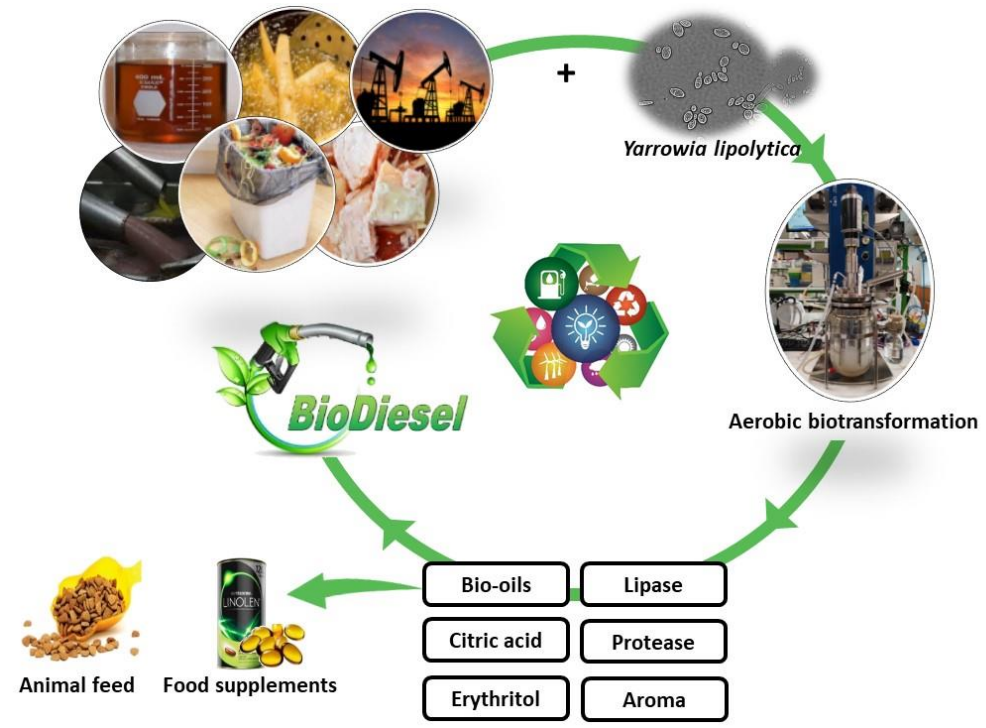 +
Yarrowia lipolytica
Aerobic biotransformation
BioDiesel
Bio-oils
Lipase
Citric acid
Protease
Erythritol
Aroma
LINOLEN
Animal feed
Food supplements